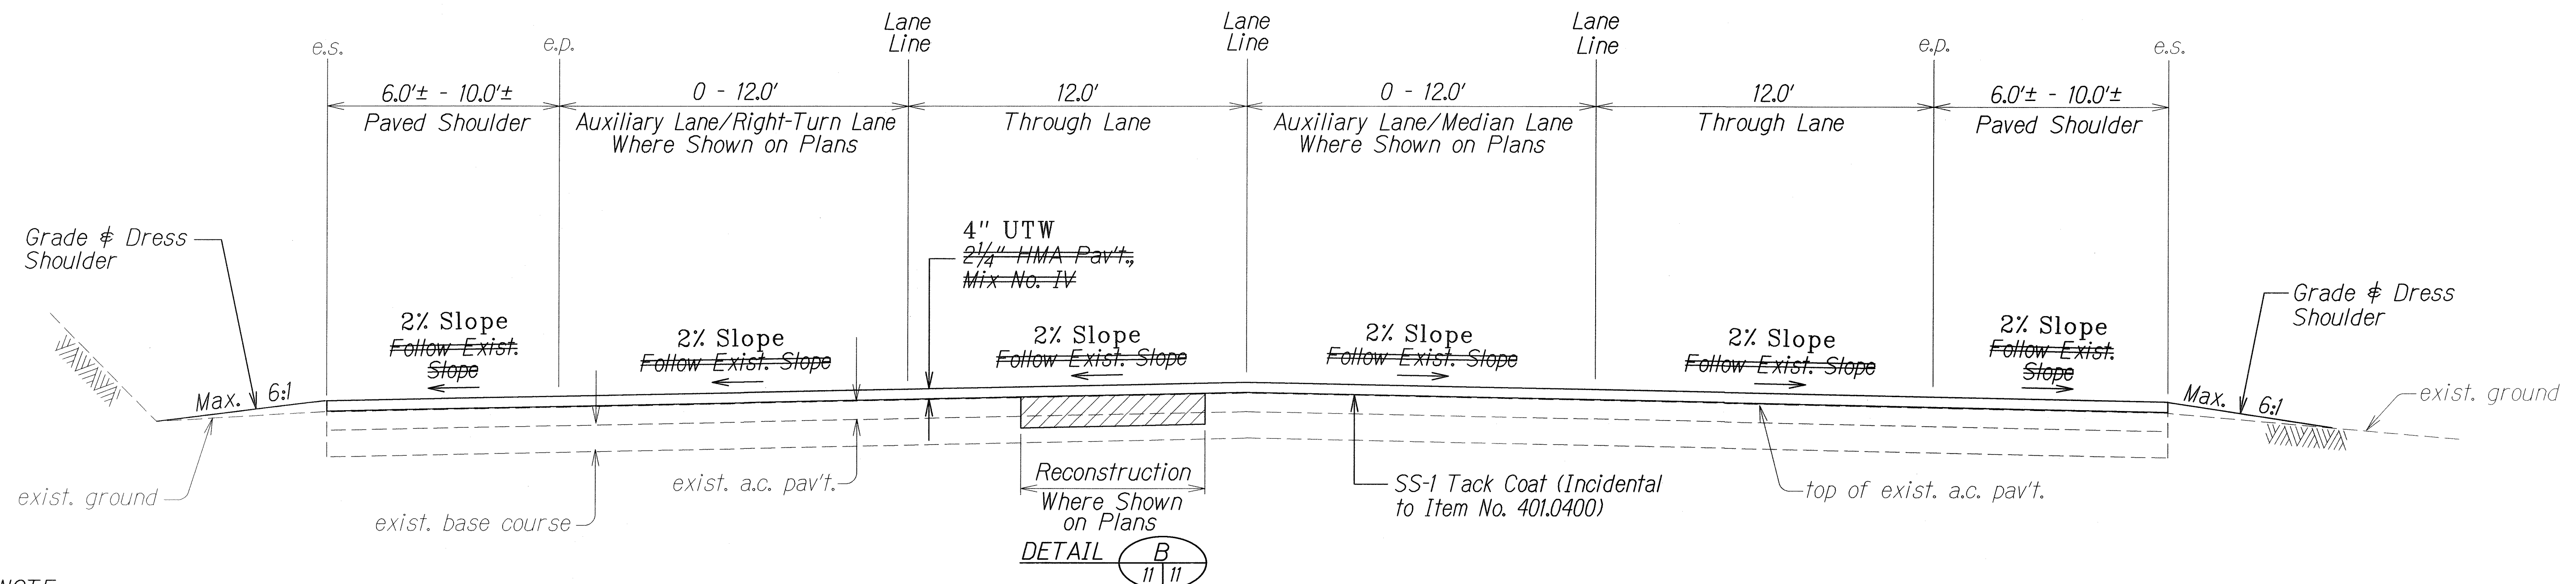 Lane
Line
Lane
Line
Lane
Line
e.s.
e.p.
e.p.
e.s.
6.0'± - 10.0'±
0 - 12.0'
12.0'
0 - 12.0'
12.0'
6.0'± - 10.0'±
Paved Shoulder
Auxiliary Lane/Right-Turn Lane
Where Shown on Plans
Through Lane
Auxiliary Lane/Median Lane
Where Shown on Plans
Through Lane
Paved Shoulder
Grade & Dress
Shoulder
4" UTW
2¼" HMA Pav't.,
Mix No. IV
Grade & Dress
Shoulder
2% Slope
Follow Exist.
Slope
2% Slope
Follow Exist. Slope
2% Slope
Follow Exist. Slope
2% Slope
Follow Exist. Slope
2% Slope
Follow Exist. Slope
2% Slope
Follow Exist.
Slope
Max. 6:1
Max. 6:1
exist. ground
exist. ground
exist. base course
exist. a.c. pav't.
Reconstruction
Where Shown
on Plans
SS-1 Tack Coat (Incidental
to Item No. 401.0400)
top of exist. a.c. pav't.
DETAIL B
11 11